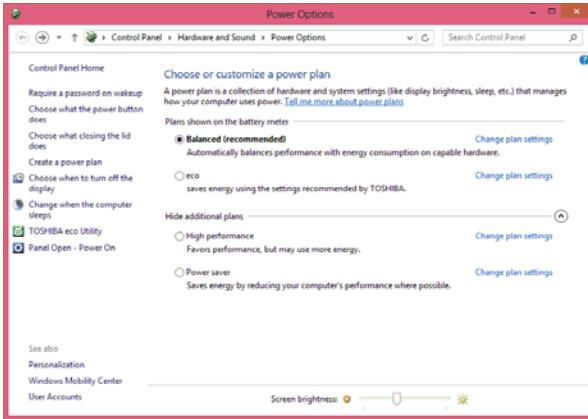 Power Options
Control Panel ▸ Hardware and Sound ▸ Power Options
Search Control Panel
Control Panel Home
Require a password on wakeup
Choose what the power button
does
Choose what closing the lid
does
Create a power plan
Choose when to turn off the
display
Change when the computer
sleeps
TOSHIBA eco Utility
Panel Open - Power On
See also
Personalization
Windows Mobility Center
User Accounts
Choose or customize a power plan
A power plan is a collection of hardware and system settings (like display brightness, sleep, etc.) that manages
how your computer uses power. Tell me more about power plans
Plans shown on the battery meter
Balanced (recommended) Change plan settings
Automatically balances performance with energy consumption on capable hardware.
eco Change plan settings
saves energy using the settings recommended by TOSHIBA.
Hide additional plans
High performance Change plan settings
Favors performance, but may use more energy.
Power saver Change plan settings
Saves energy by reducing your computer's performance where possible.
Screen brightness: